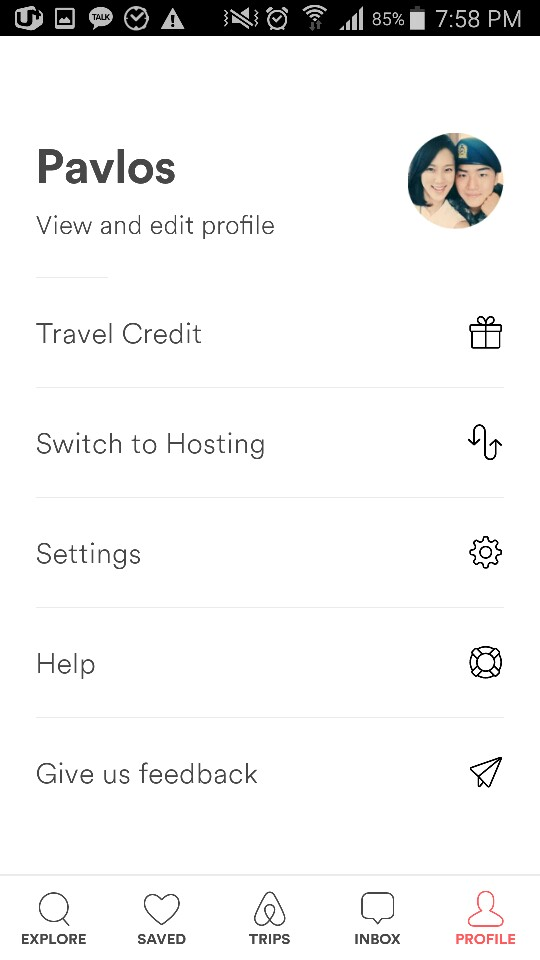 U+ TALK 85% 7:58 PM
Pavlos
View and edit profile
Travel Credit
Switch to Hosting
Settings
Help
Give us feedback
EXPLORE SAVED TRIPS INBOX PROFILE